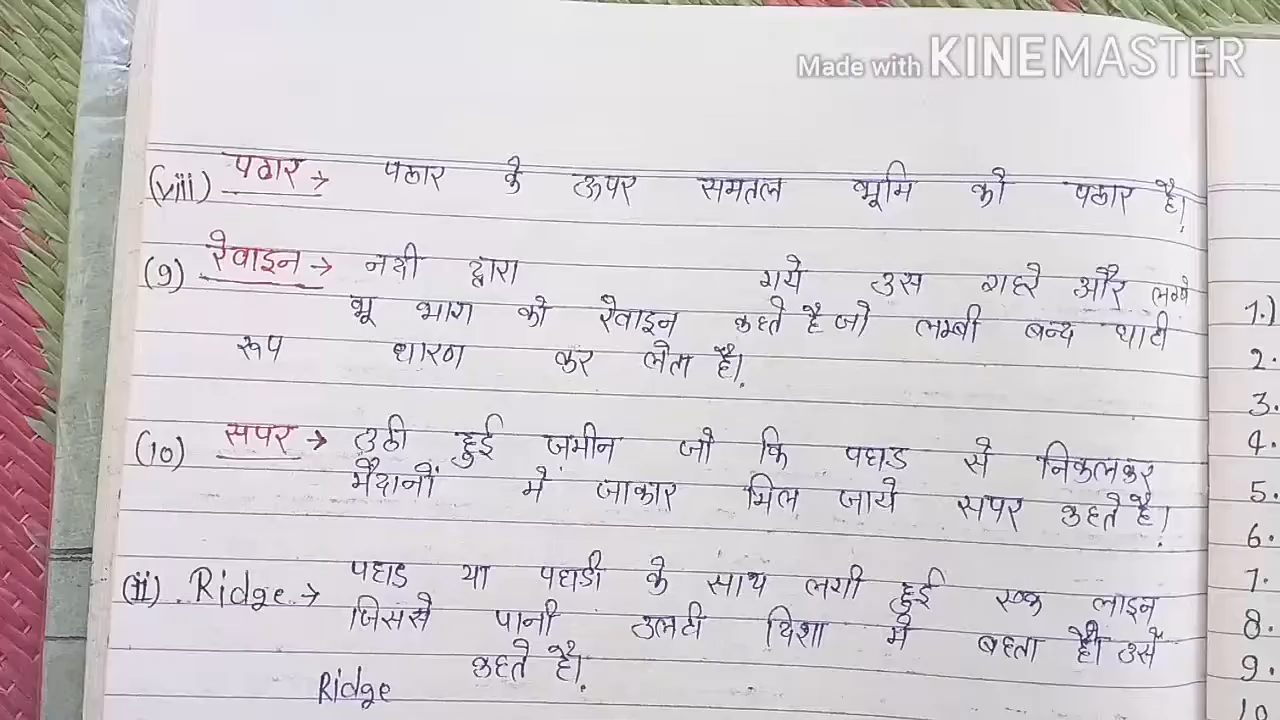 Made with KINEMASTER
(viii) पठार → पठार के ऊपर समतल भूमि को पठार है।
(9) रेवाइन → नदी द्वारा गये उस गहरे और लम्बे
भू भाग को रेवाइन कहते है जो लम्बी बन्द घाटी
रूप धारण कर लेता है।
(10) सपर → उठी हुई जमीन जो कि पहाड से निकलकर
मैदानों में जाकार मिल जाये सपर कहते है।
(ii) Ridge → पहाड या पहाडी के साथ लगी हुई एक लाइन
जिससे पानी उलटी दिशा मे बहता है। उसे
Ridge कहते है।
1.)
2.
3.
4.
5.
6.
7.
8.
9.
10